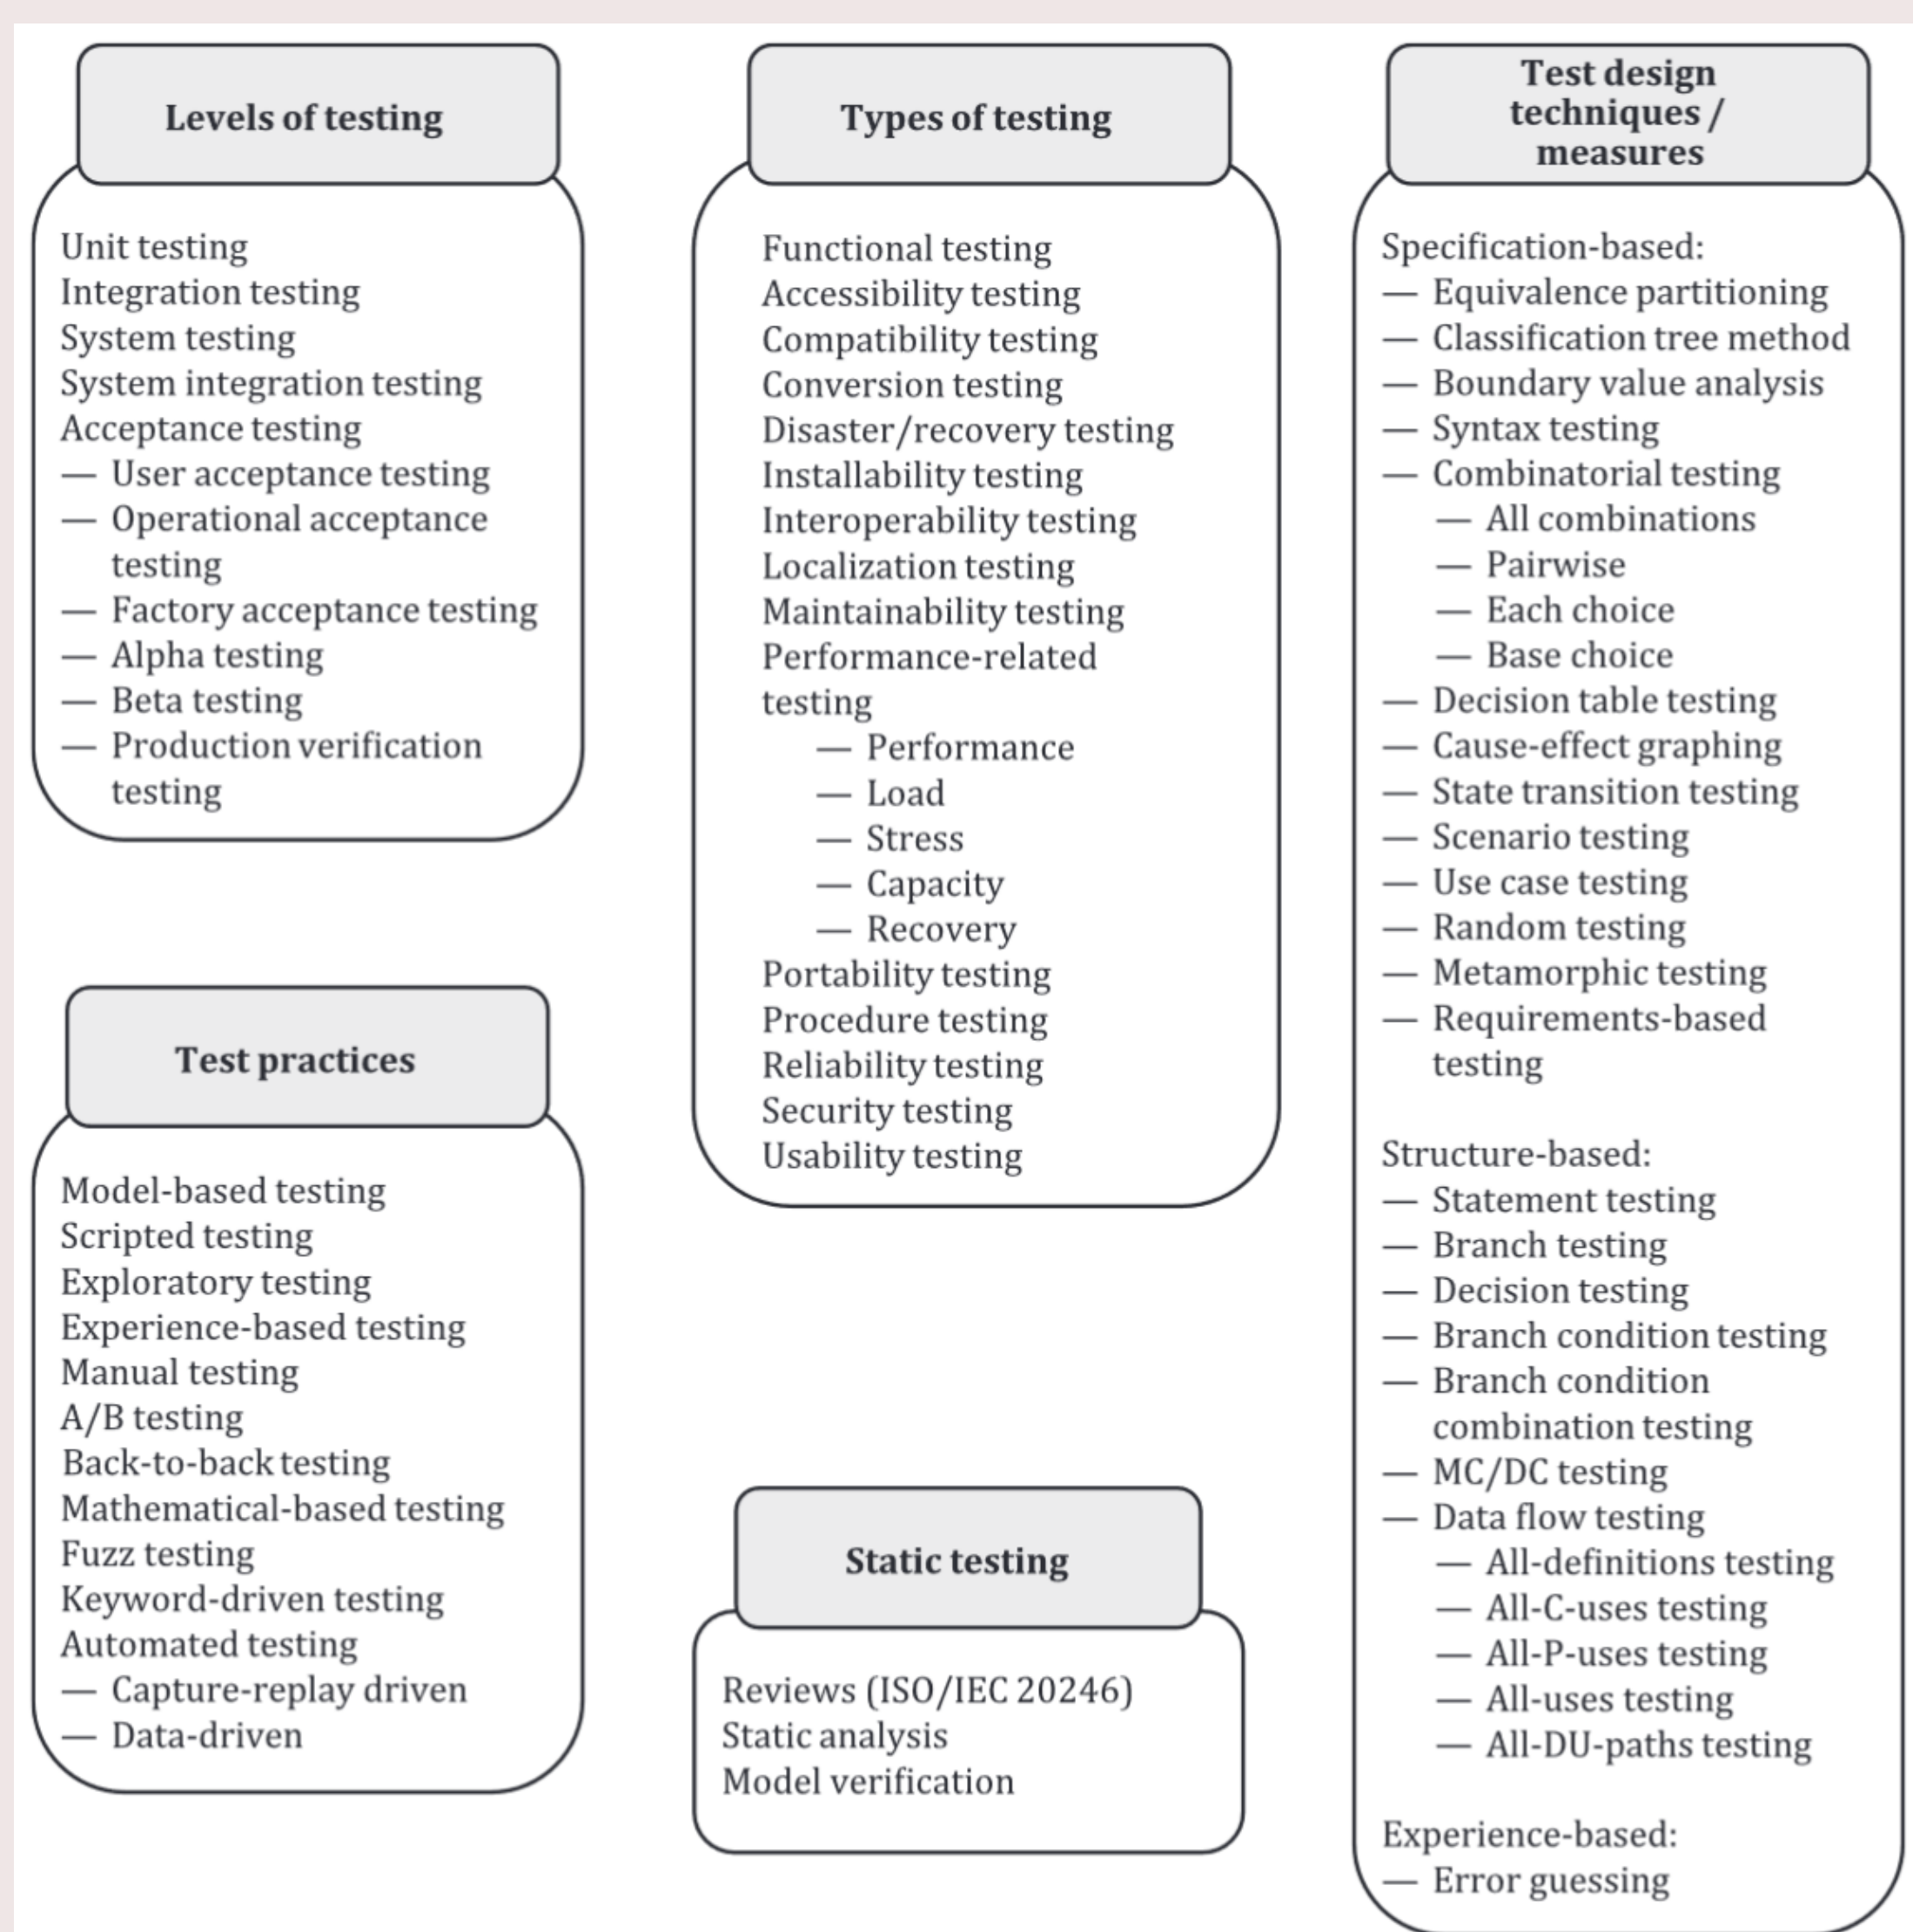 Levels of testing
Unit testing
Integration testing
System testing
System integration testing
Acceptance testing
— User acceptance testing
— Operational acceptance
testing
— Factory acceptance testing
— Alpha testing
— Beta testing
— Production verification
testing
Test practices
Model-based testing
Scripted testing
Exploratory testing
Experience-based testing
Manual testing
A/B testing
Back-to-back testing
Mathematical-based testing
Fuzz testing
Keyword-driven testing
Automated testing
— Capture-replay driven
— Data-driven
Types of testing
Functional testing
Accessibility testing
Compatibility testing
Conversion testing
Disaster/recovery testing
Installability testing
Interoperability testing
Localization testing
Maintainability testing
Performance-related
testing
— Performance
— Load
— Stress
— Capacity
— Recovery
Portability testing
Procedure testing
Reliability testing
Security testing
Usability testing
Static testing
Reviews (ISO/IEC 20246)
Static analysis
Model verification
Test design
techniques /
measures
Specification-based:
— Equivalence partitioning
— Classification tree method
— Boundary value analysis
— Syntax testing
— Combinatorial testing
— All combinations
— Pairwise
— Each choice
— Base choice
— Decision table testing
— Cause-effect graphing
— State transition testing
— Scenario testing
— Use case testing
— Random testing
— Metamorphic testing
— Requirements-based
testing
Structure-based:
— Statement testing
— Branch testing
— Decision testing
— Branch condition testing
— Branch condition
combination testing
— MC/DC testing
— Data flow testing
— All-definitions testing
— All-C-uses testing
— All-P-uses testing
— All-uses testing
— All-DU-paths testing
Experience-based:
— Error guessing